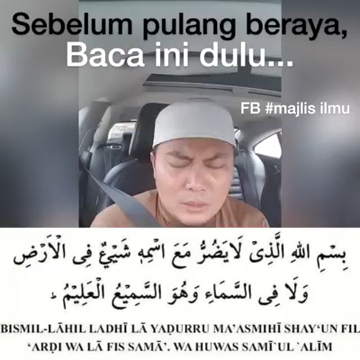 Sebelum pulang beraya,
Baca ini dulu...
FB #majlis ilmu
بِسْمِ اللهِ الَّذِىْ لَايَضُرُّ مَعَ اسْمِهٖ شَيْئٌ فِى الْاَرْضِ
وَلَا فِى السَّمَاءِ وَهُوَ السَّمِيْعُ الْعَلِيْمُ ۔
BISMIL-LĀHIL LADHĪ LĀ YAḌURRU MA’ASMIHĪ SHAY‘UN FIL
‘ARḌI WA LĀ FIS SAMĀ’. WA HUWAS SAMĪ`UL `ALĪM